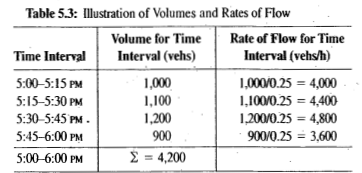 Table 5.3: Illustration of Volumes and Rates of Flow
Time Interval Volume for Time Interval (vehs) Rate of Flow for Time Interval (vehs/h)
5:00–5:15 PM 1,000 1,000/0.25 = 4,000
5:15–5:30 PM 1,100 1,100/0.25 = 4,400
5:30–5:45 PM 1,200 1,200/0.25 = 4,800
5:45–6:00 PM 900 900/0.25 = 3,600
5:00–6:00 PM Σ = 4,200